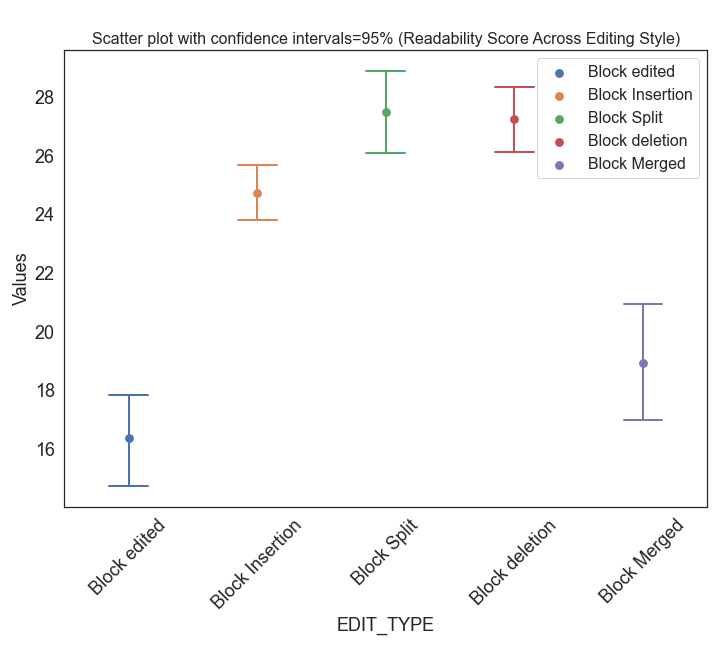 Scatter plot with confidence intervals=95% (Readability Score Across Editing Style)
Block edited
Block Insertion
Block Split
Block deletion
Block Merged
28
26
24
22
20
18
16
Values
Block edited
Block Insertion
Block Split
Block deletion
Block Merged
EDIT_TYPE